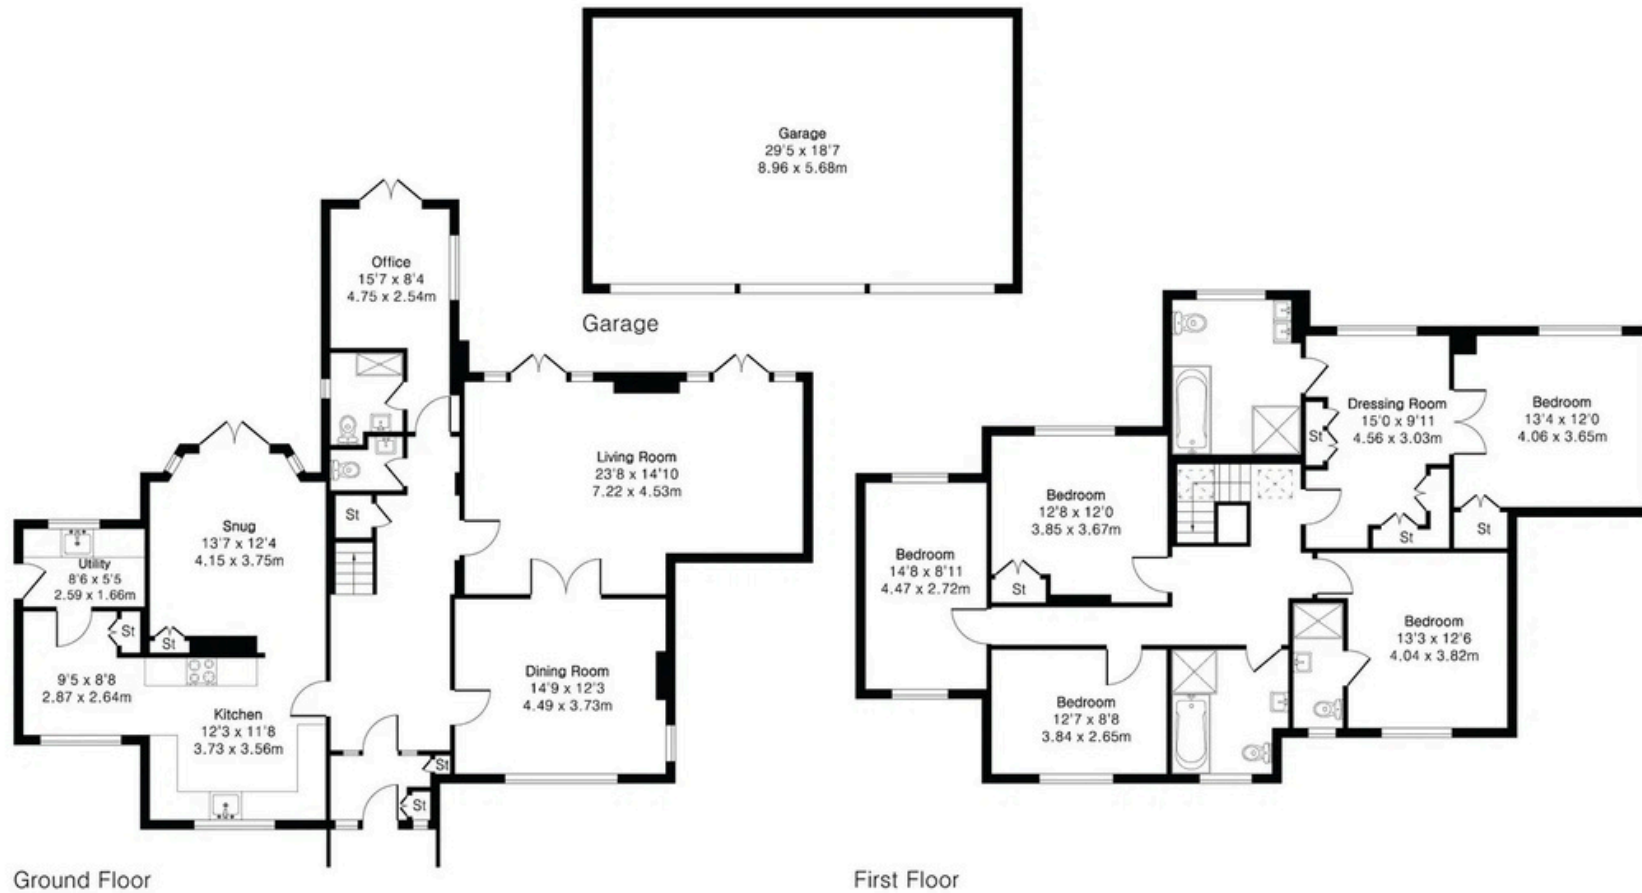 Garage
29'5 x 18'7
8.96 x 5.68m
Garage
Office
15'7 x 8'4
4.75 x 2.54m
Living Room
23'8 x 14'10
7.22 x 4.53m
St
Snug
13'7 x 12'4
4.15 x 3.75m
Utility
8'6 x 5'5
2.59 x 1.66m
St
St
9'5 x 8'8
2.87 x 2.64m
Kitchen
12'3 x 11'8
3.73 x 3.56m
Dining Room
14'9 x 12'3
4.49 x 3.73m
St
St
Ground Floor
Dressing Room
15'0 x 9'11
4.56 x 3.03m
St
Bedroom
13'4 x 12'0
4.06 x 3.65m
Bedroom
12'8 x 12'0
3.85 x 3.67m
St
St
St
Bedroom
14'8 x 8'11
4.47 x 2.72m
Bedroom
13'3 x 12'6
4.04 x 3.82m
Bedroom
12'7 x 8'8
3.84 x 2.65m
First Floor